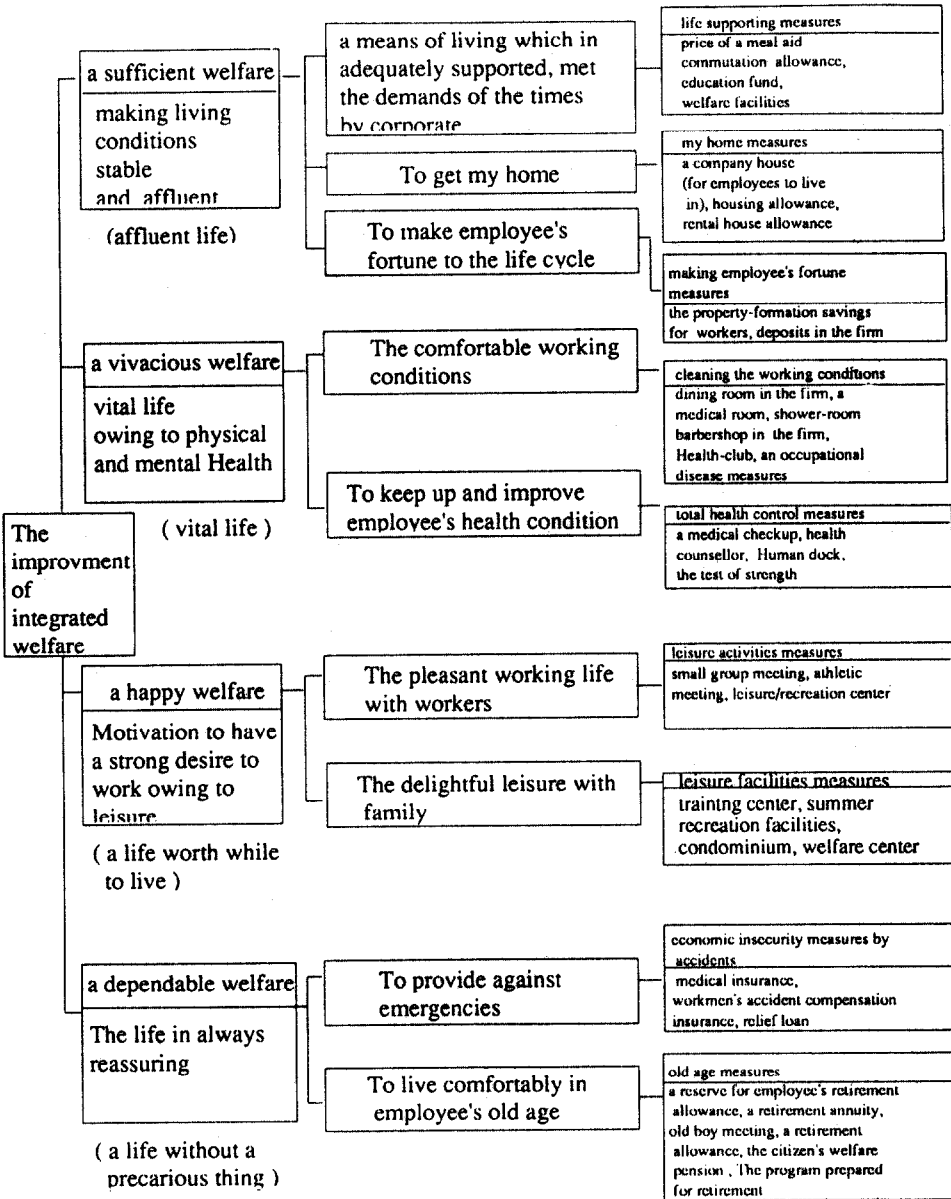 The
improvment
of
integrated
welfare
a sufficient welfare
making living
conditions
stable
and affluent
(affluent life)
a means of living which in
adequately supported, met
the demands of the times
by corporate
life supporting measures
price of a meal aid
commutation allowance,
education fund,
welfare facilities
To get my home
my home measures
a company house
(for employees to live
in), housing allowance,
rental house allowance
To make employee's
fortune to the life cycle
making employee's fortune
measures
the property-formation savings
for workers, deposits in the firm
a vivacious welfare
vital life
owing to physical
and mental Health
( vital life )
The comfortable working
conditions
cleaning the working conditions
dining room in the firm, a
medical room, shower-room
barbershop in the firm,
Health-club, an occupational
disease measures
To keep up and improve
employee's health condition
total health control measures
a medical checkup, health
counsellor, Human dock,
the test of strength
a happy welfare
Motivation to have
a strong desire to
work owing to
leisure
( a life worth while
to live )
The pleasant working life
with workers
leisure activities measures
small group meeting, athletic
meeting, leisure/recreation center
The delightful leisure with
family
leisure facilities measures
training center, summer
recreation facilities,
condominium, welfare center
a dependable welfare
The life in always
reassuring
( a life without a
precarious thing )
To provide against
emergencies
economic insecurity measures by
accidents
medical insurance,
workmen's accident compensation
insurance, relief loan
To live comfortably in
employee's old age
old age measures
a reserve for employee's retirement
allowance, a retirement annuity,
old boy meeting, a retirement
allowance, the citizen's welfare
pension , The program prepared
for retirement